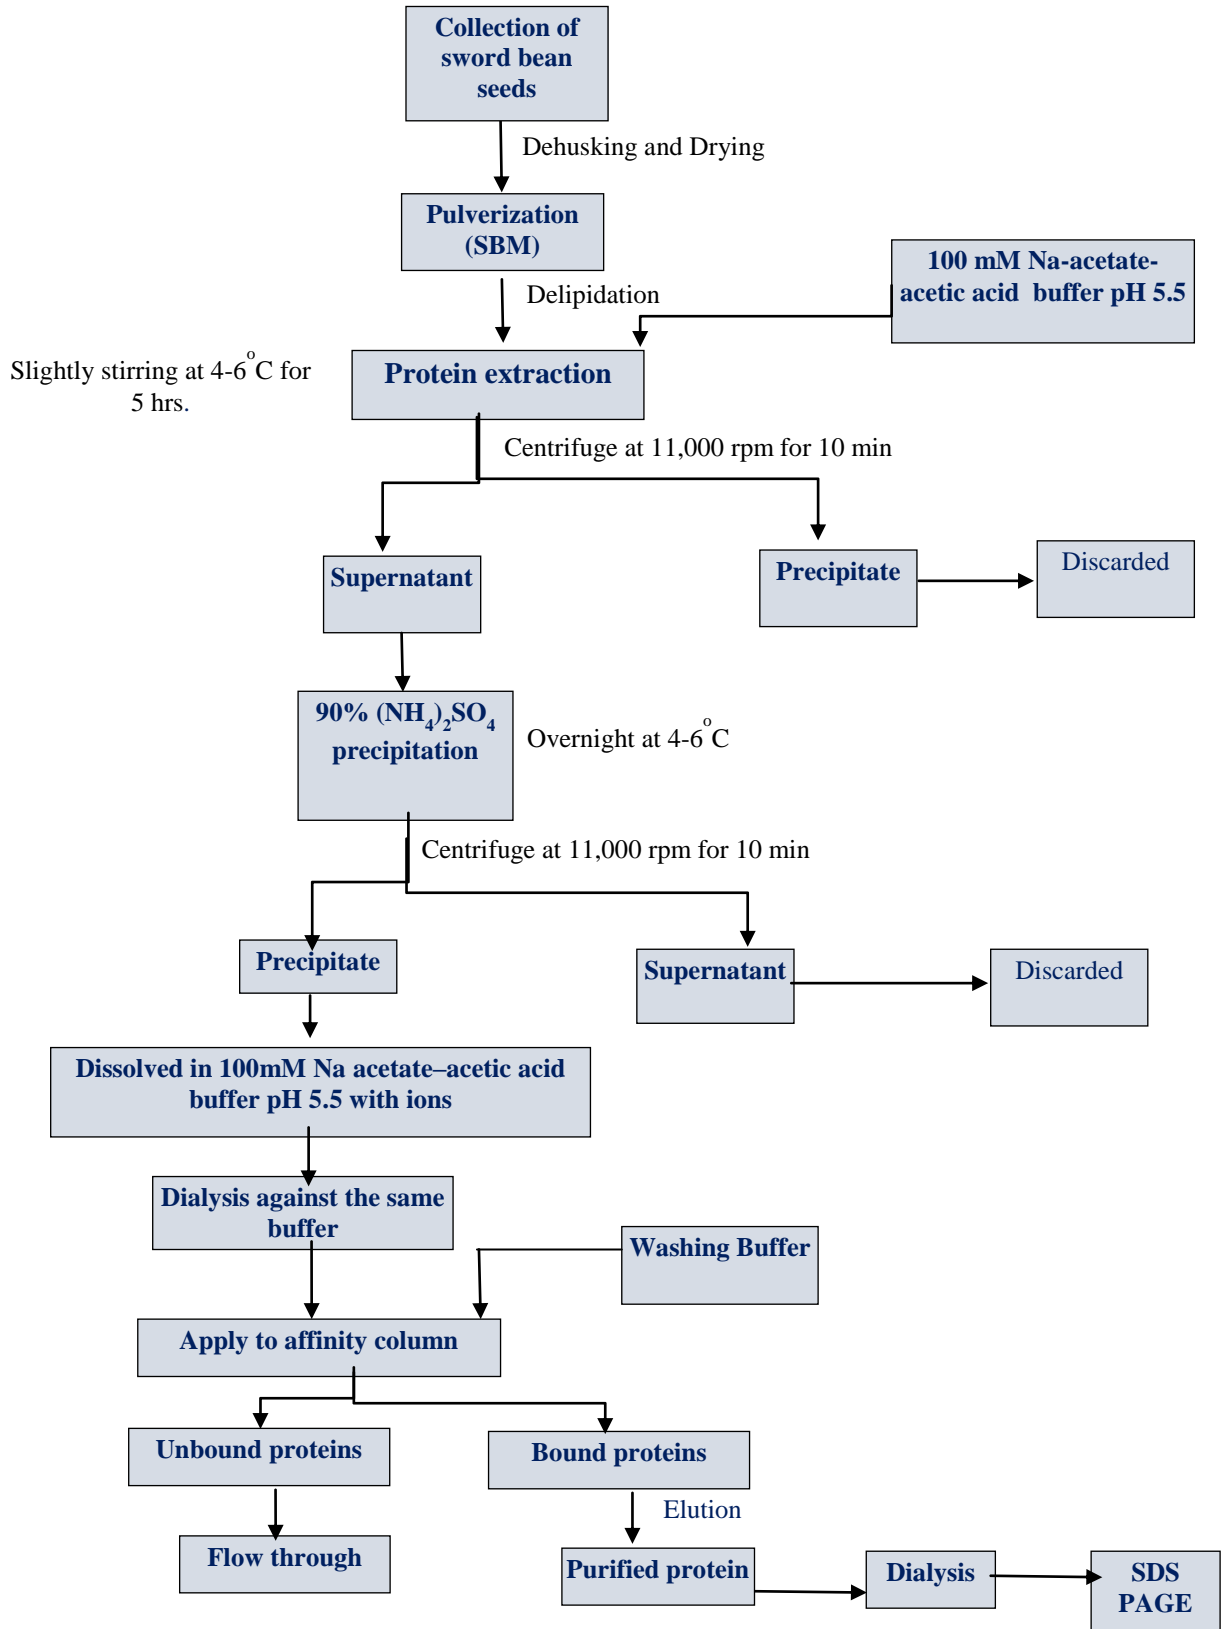 Collection of
sword bean
seeds
Dehusking and Drying
Pulverization
(SBM)
100 mM Na-acetate-
acetic acid  buffer pH 5.5
Delipidation
Slightly stirring at 4-6°C for
5 hrs.
Protein extraction
Centrifuge at 11,000 rpm for 10 min
Supernatant
Precipitate
Discarded
90% (NH₄)₂SO₄
precipitation
Overnight at 4-6°C
Centrifuge at 11,000 rpm for 10 min
Precipitate
Supernatant
Discarded
Dissolved in 100mM Na acetate–acetic acid
buffer pH 5.5 with ions
Dialysis against the same
buffer
Washing Buffer
Apply to affinity column
Unbound proteins
Bound proteins
Elution
Flow through
Purified protein
Dialysis
SDS
PAGE